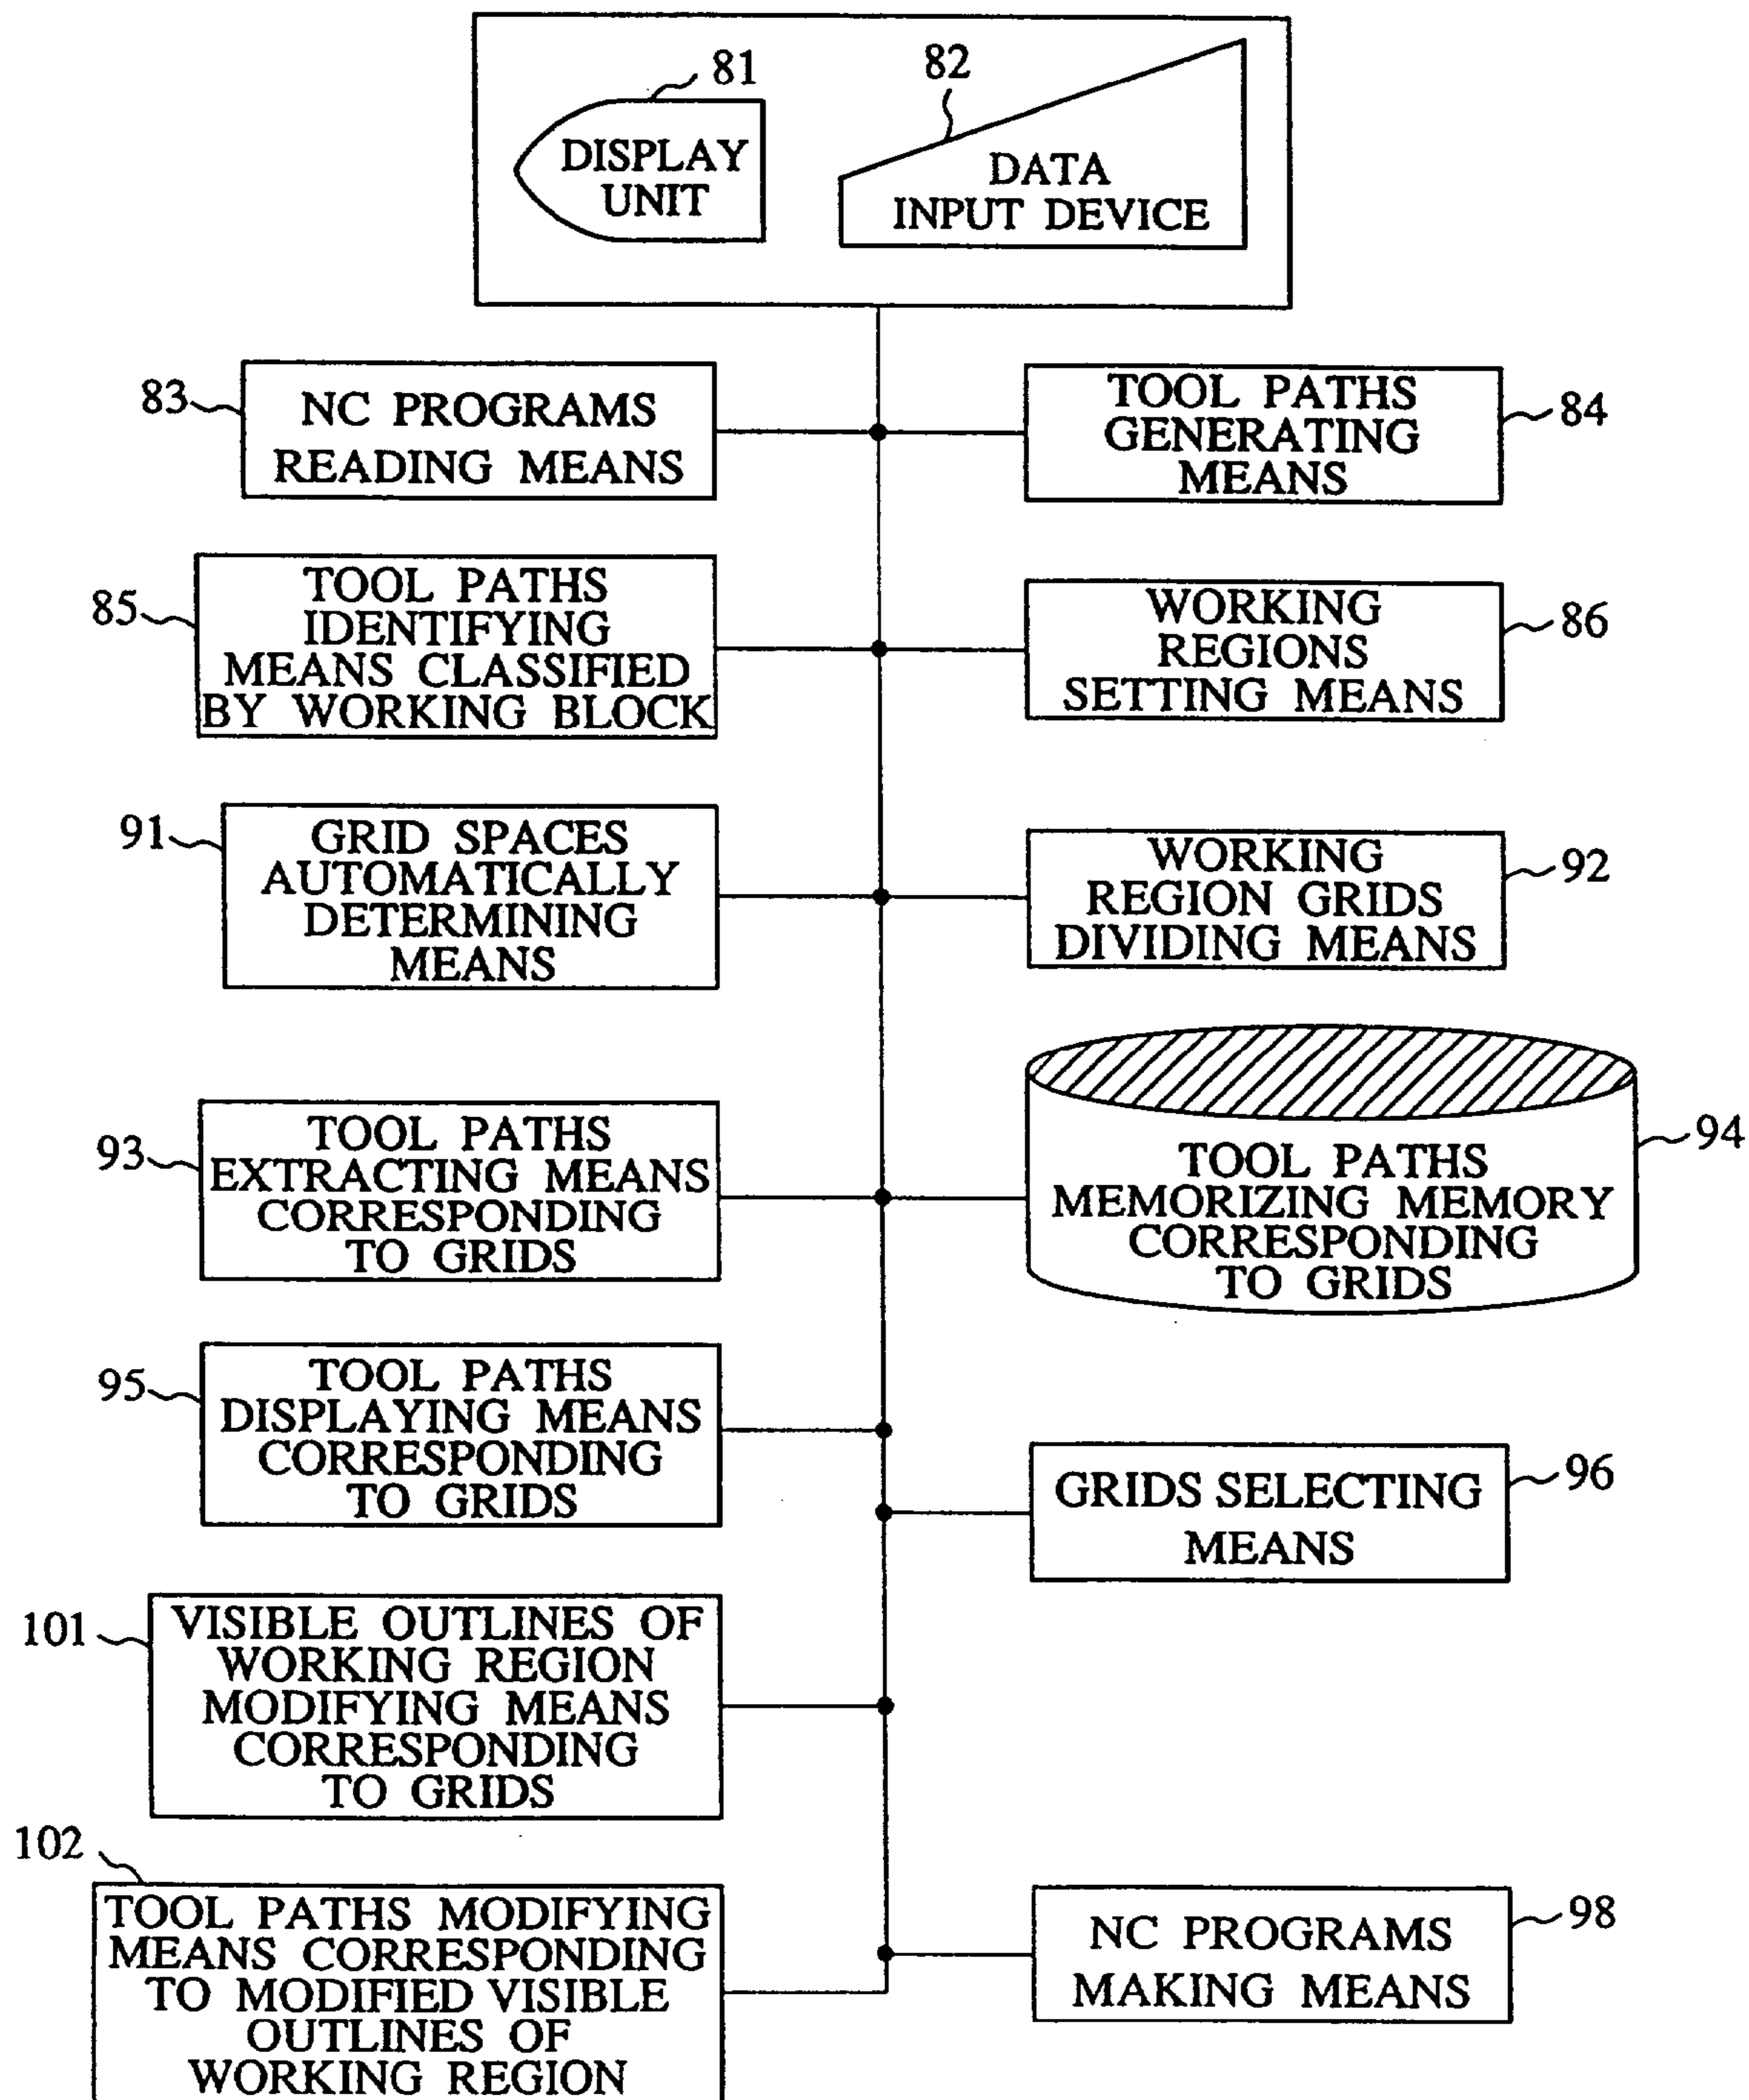 81
DISPLAY
UNIT
82
DATA
INPUT DEVICE
83
NC PROGRAMS
READING MEANS
TOOL PATHS
GENERATING
MEANS
84
85
TOOL PATHS
IDENTIFYING
MEANS CLASSIFIED
BY WORKING BLOCK
WORKING
REGIONS
SETTING MEANS
86
91
GRID SPACES
AUTOMATICALLY
DETERMINING
MEANS
WORKING
REGION GRIDS
DIVIDING MEANS
92
93
TOOL PATHS
EXTRACTING MEANS
CORRESPONDING
TO GRIDS
TOOL PATHS
MEMORIZING MEMORY
CORRESPONDING
TO GRIDS
94
95
TOOL PATHS
DISPLAYING MEANS
CORRESPONDING
TO GRIDS
GRIDS SELECTING
MEANS
96
101
VISIBLE OUTLINES OF
WORKING REGION
MODIFYING MEANS
CORRESPONDING
TO GRIDS
102
TOOL PATHS MODIFYING
MEANS CORRESPONDING
TO MODIFIED VISIBLE
OUTLINES OF
WORKING REGION
NC PROGRAMS
MAKING MEANS
98